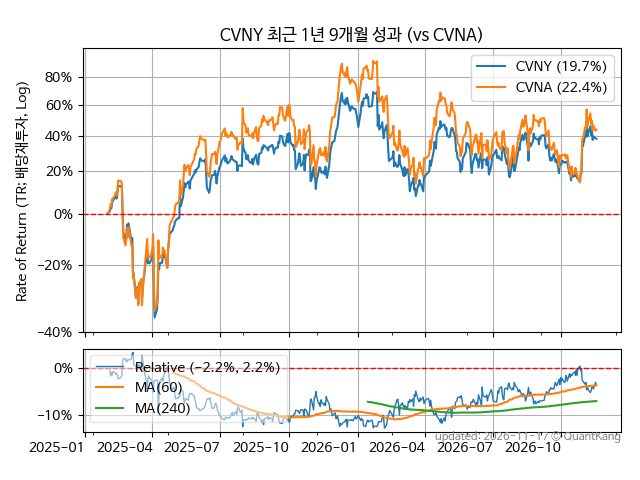 CVNY 최근 1년 9개월 성과 (vs CVNA)
Rate of Return (TR: 배당재투자, Log)
80%
60%
40%
20%
0%
−20%
−40%
CVNY (19.7%)
CVNA (22.4%)
0%
−10%
Relative (−2.2%, 2.2%)
MA(60)
MA(240)
2025−01 2025−04 2025−07 2025−10 2026−01 2026−04 2026−07 2026−10
updated: 2026−11−17 © QuantKang